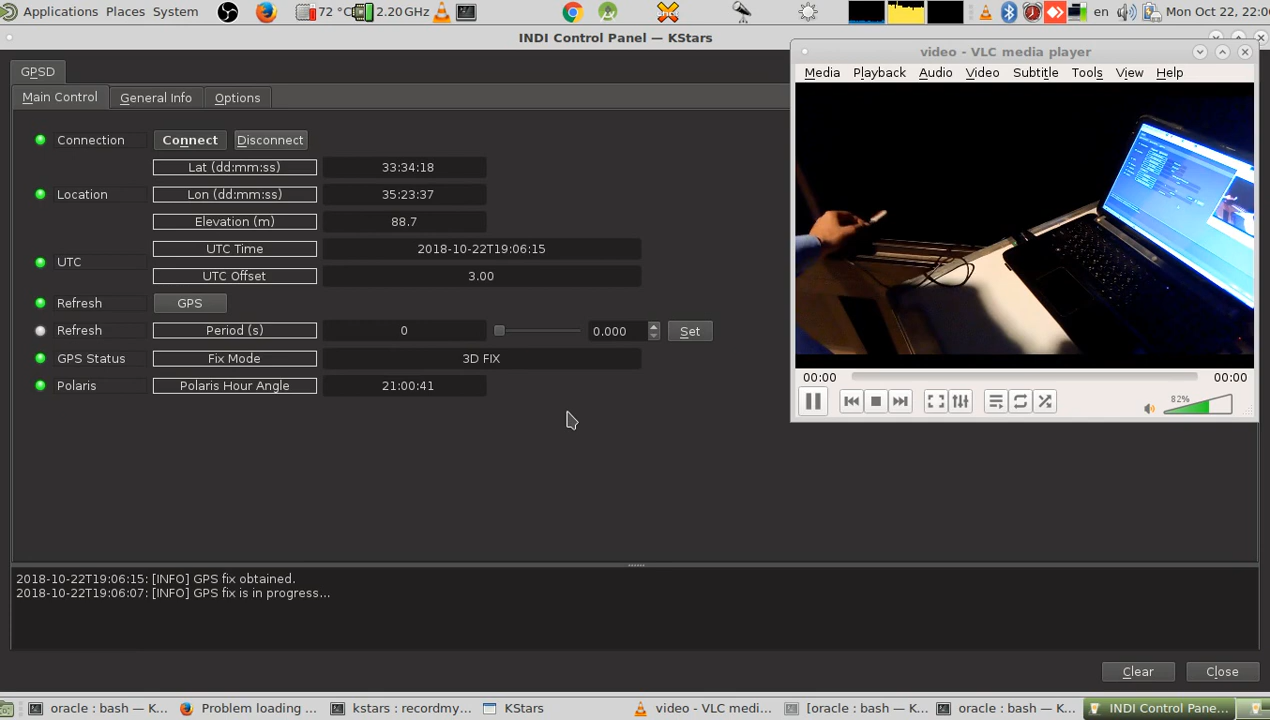 Applications Places System 72 °C 2.20 GHz en Mon Oct 22, 22:0
INDI Control Panel — KStars
GPSD
Main Control General Info Options
Connection Connect Disconnect
Lat (dd:mm:ss) 33:34:18
Location Lon (dd:mm:ss) 35:23:37
Elevation (m) 88.7
UTC Time 2018-10-22T19:06:15
UTC
UTC Offset 3.00
Refresh GPS
Refresh Period (s) 0 0.000 Set
GPS Status Fix Mode 3D FIX
Polaris Polaris Hour Angle 21:00:41
video - VLC media player
Media Playback Audio Video Subtitle Tools View Help
00:00 00:00
82%
2018-10-22T19:06:15: [INFO] GPS fix obtained.
2018-10-22T19:06:07: [INFO] GPS fix is in progress...
Clear Close
oracle : bash — K... Problem loading ... kstars : recordmy... KStars video - VLC medi... [oracle : bash — K... oracle : bash — K... INDI Control Pane...